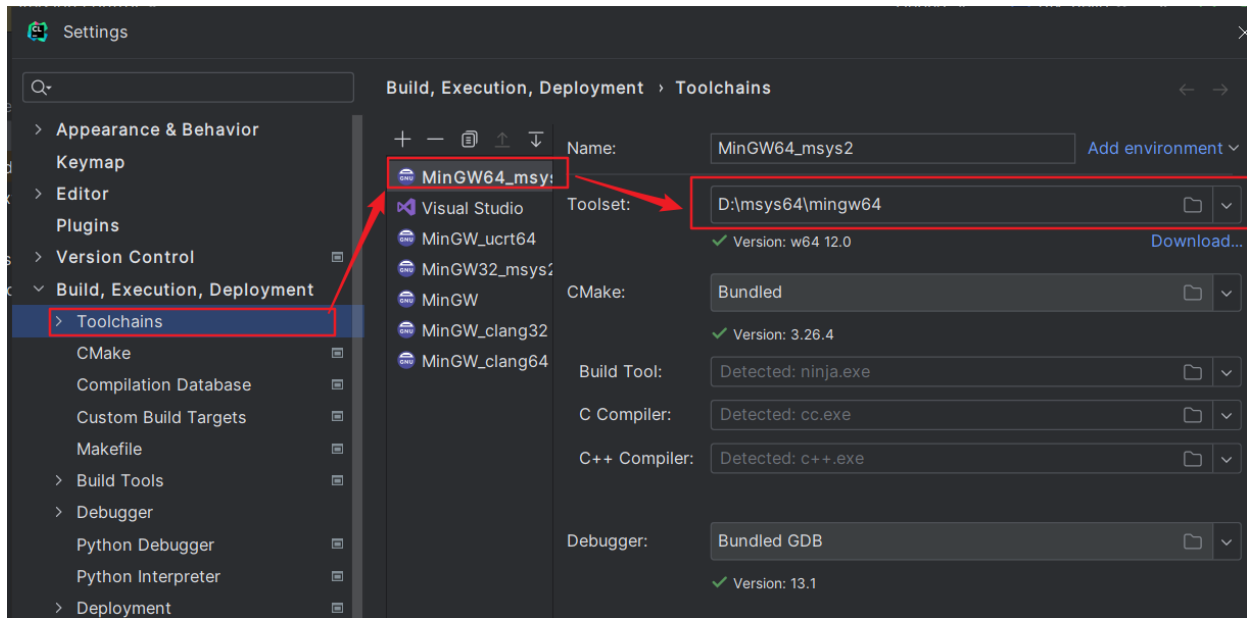 Settings
Appearance & Behavior
Keymap
Editor
Plugins
Version Control
Build, Execution, Deployment
Toolchains
CMake
Compilation Database
Custom Build Targets
Makefile
Build Tools
Debugger
Python Debugger
Python Interpreter
Deployment
Build, Execution, Deployment › Toolchains
MinGW64_msys
Visual Studio
MinGW_ucrt64
MinGW32_msys2
MinGW
MinGW_clang32
MinGW_clang64
Name: MinGW64_msys2 Add environment
Toolset: D:\msys64\mingw64
Version: w64 12.0 Download...
CMake: Bundled
Version: 3.26.4
Build Tool: Detected: ninja.exe
C Compiler: Detected: cc.exe
C++ Compiler: Detected: c++.exe
Debugger: Bundled GDB
Version: 13.1